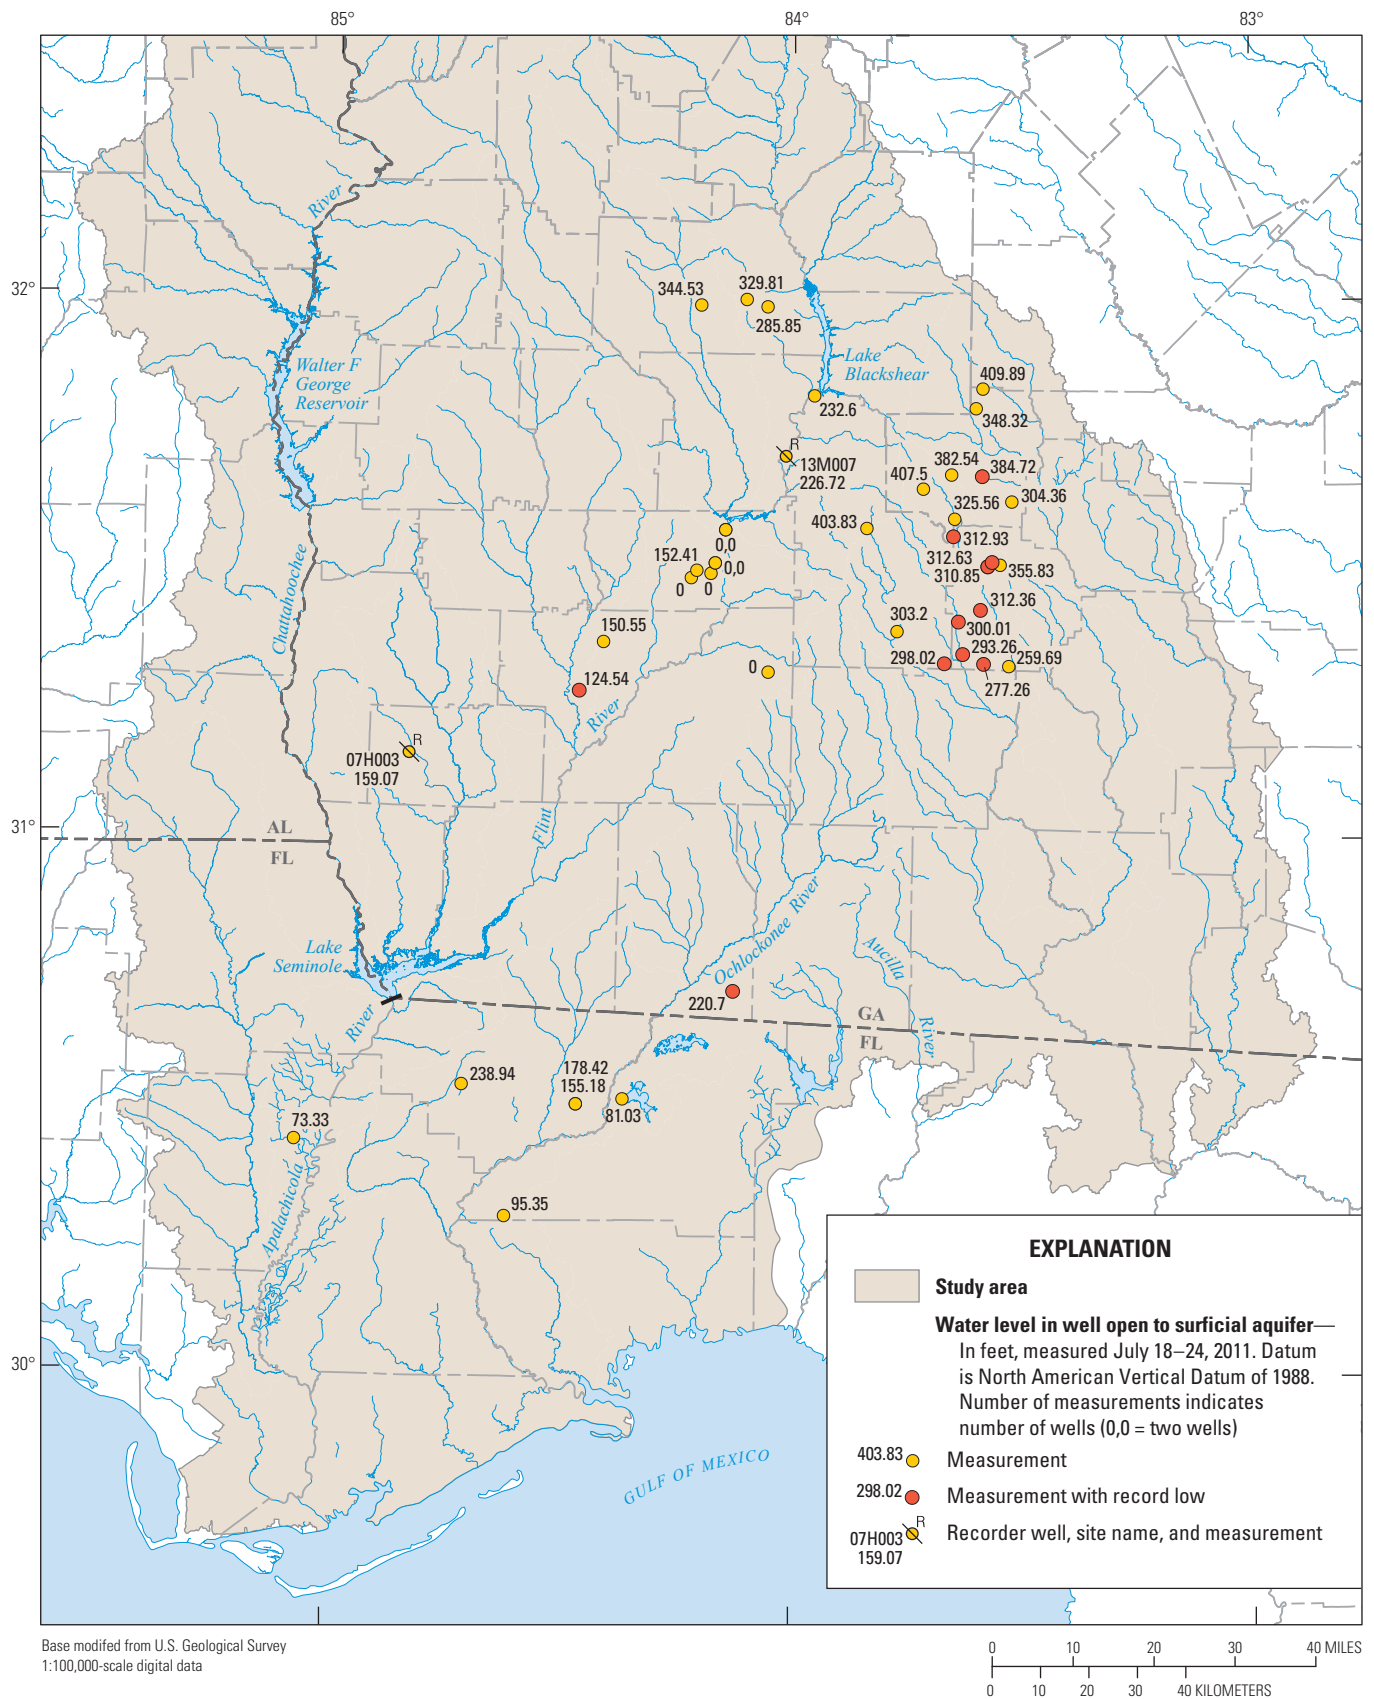 85°
84°
83°
River
32°
344.53
329.81
285.85
Walter F
George
Reservoir
Lake
Blackshear
409.89
348.32
232.6
R
13M007
226.72
407.5
382.54
384.72
304.36
325.56
403.83
312.93
0,0
152.41
0,0
0
0
312.63
310.85
355.83
Chattahoochee
312.36
303.2
300.01
150.55
293.26
298.02
259.69
0
277.26
124.54
River
R
07H003
159.07
31°
AL
FL
Flint
Ochlockonee River
Aucilla
River
Lake
Seminole
220.7
GA
FL
River
238.94
178.42
155.18
81.03
73.33
Apalachicola
95.35
30°
GULF OF MEXICO
EXPLANATION
Study area
Water level in well open to surficial aquifer—
In feet, measured July 18–24, 2011. Datum
is North American Vertical Datum of 1988.
Number of measurements indicates
number of wells (0,0 = two wells)
403.83 Measurement
298.02 Measurement with record low
R
07H003 Recorder well, site name, and measurement
159.07
Base modifed from U.S. Geological Survey
1:100,000-scale digital data
0 10 20 30 40 MILES
0 10 20 30 40 KILOMETERS